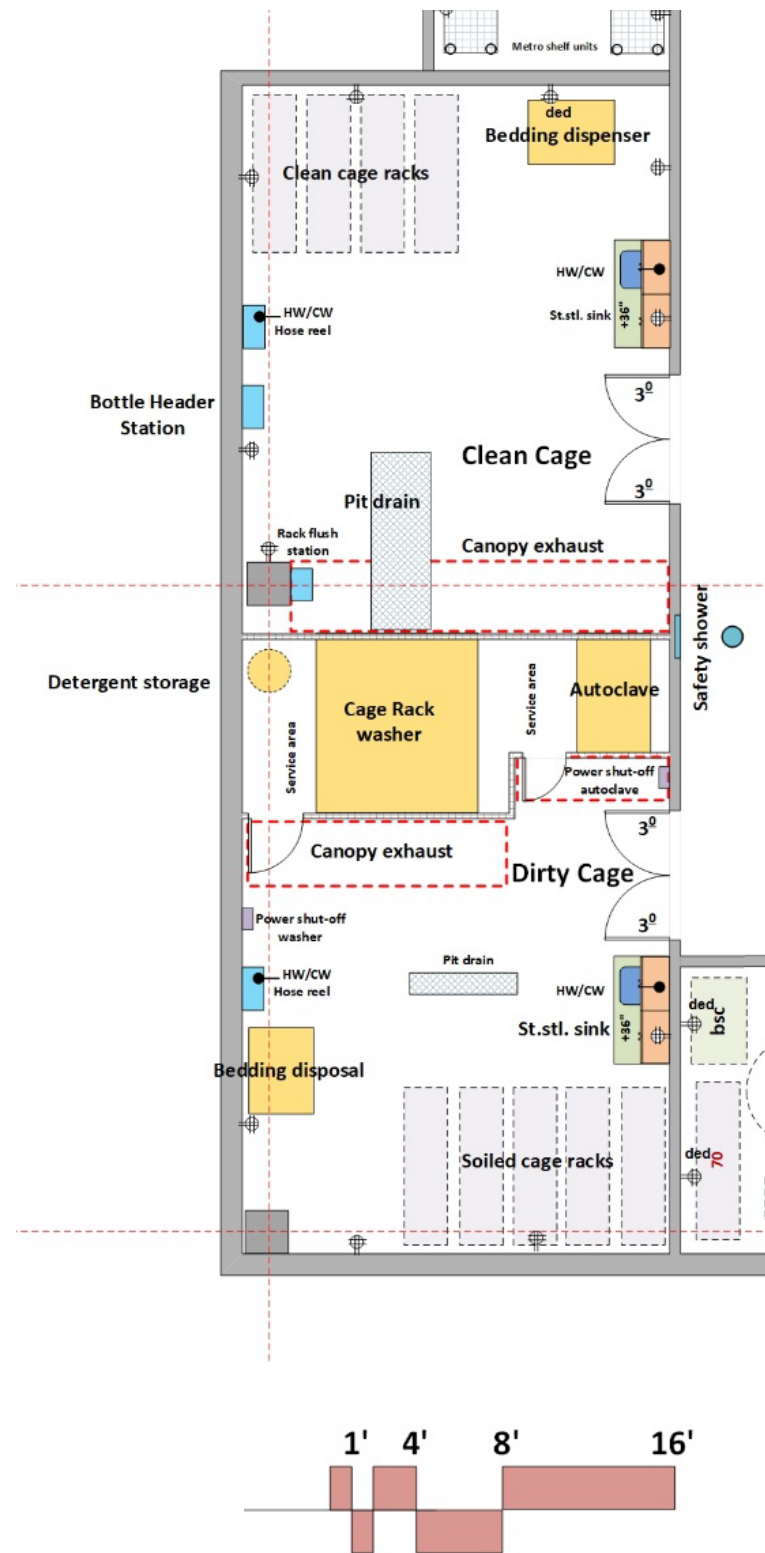 Metro shelf units
ded
Bedding dispenser
Clean cage racks
HW/CW
St.stl. sink
+36"
HW/CW
Hose reel
3⁰
Bottle Header
Station
Clean Cage
3⁰
Pit drain
Rack flush
station
Canopy exhaust
Safety shower
Detergent storage
Service area
Cage Rack
washer
Service area
Autoclave
Power shut-off
autoclave
3⁰
Canopy exhaust
Dirty Cage
3⁰
Power shut-off
washer
Pit drain
HW/CW
Hose reel
HW/CW
St.stl. sink
+36"
ded
bsc
Bedding disposal
Soiled cage racks
ded
70
1' 4' 8' 16'